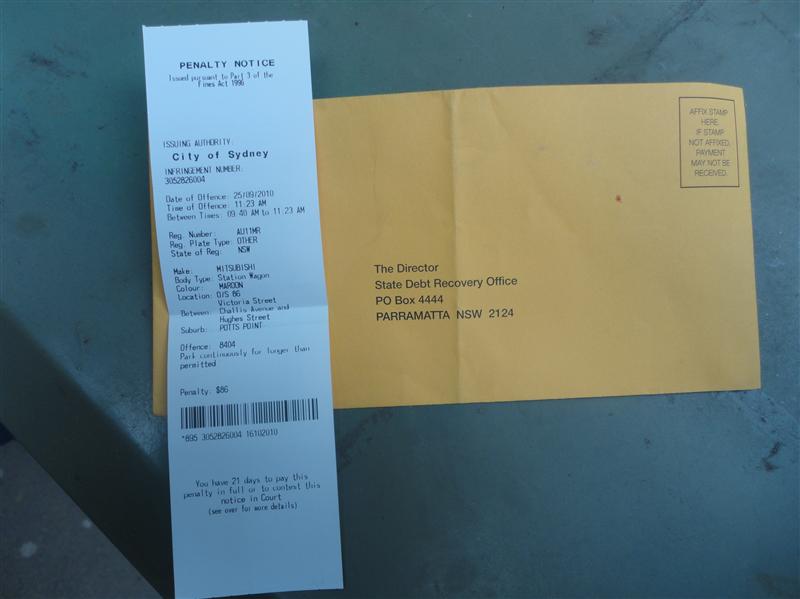 PENALTY NOTICE
Issued pursuant to Part 3 of the
Fines Act 1996
ISSUING AUTHORITY:
City of Sydney
INFRINGEMENT NUMBER:
3052826004
Date of Offence: 25/09/2010
Time of Offence: 11:23 AM
Between Times: 09:40 AM to 11:23 AM
Reg. Number: AU11MR
Reg. Plate Type: OTHER
State of Reg: NSW
Make: MITSUBISHI
Body Type: Station Wagon
Colour: MAROON
Location: O/S 86
Victoria Street
Between: Challis Avenue and
Hughes Street
Suburb: POTTS POINT
Offence: 8404
Park continuously for longer than
permitted
Penalty: $86
*895 3052826004 16102010
You have 21 days to pay this
penalty in full or to contest this
notice in Court
(see over for more details)
AFFIX STAMP
HERE.
IF STAMP
NOT AFFIXED,
PAYMENT
MAY NOT BE
RECEIVED.
The Director
State Debt Recovery Office
PO Box 4444
PARRAMATTA NSW 2124